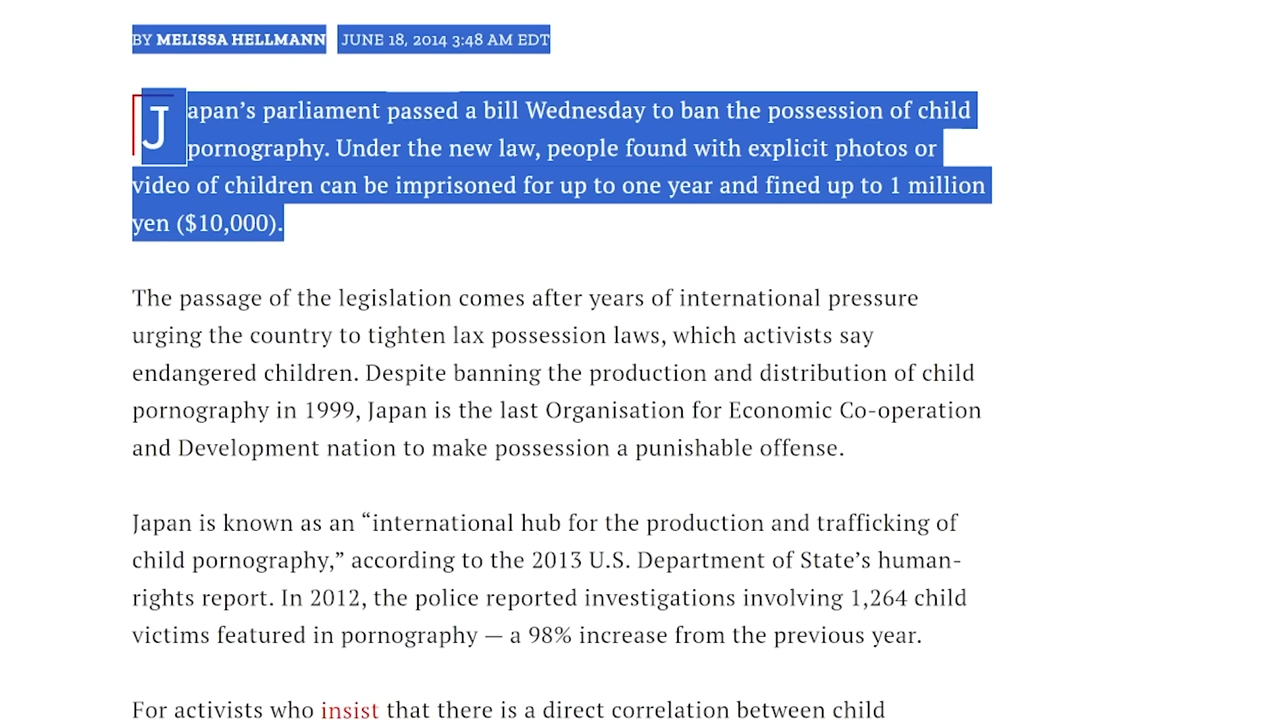 BY MELISSA HELLMANN JUNE 18, 2014 3:48 AM EDT
Japan’s parliament passed a bill Wednesday to ban the possession of child
pornography. Under the new law, people found with explicit photos or
video of children can be imprisoned for up to one year and fined up to 1 million
yen ($10,000).
The passage of the legislation comes after years of international pressure
urging the country to tighten lax possession laws, which activists say
endangered children. Despite banning the production and distribution of child
pornography in 1999, Japan is the last Organisation for Economic Co-operation
and Development nation to make possession a punishable offense.
Japan is known as an “international hub for the production and trafficking of
child pornography,” according to the 2013 U.S. Department of State’s human-
rights report. In 2012, the police reported investigations involving 1,264 child
victims featured in pornography — a 98% increase from the previous year.
For activists who insist that there is a direct correlation between child